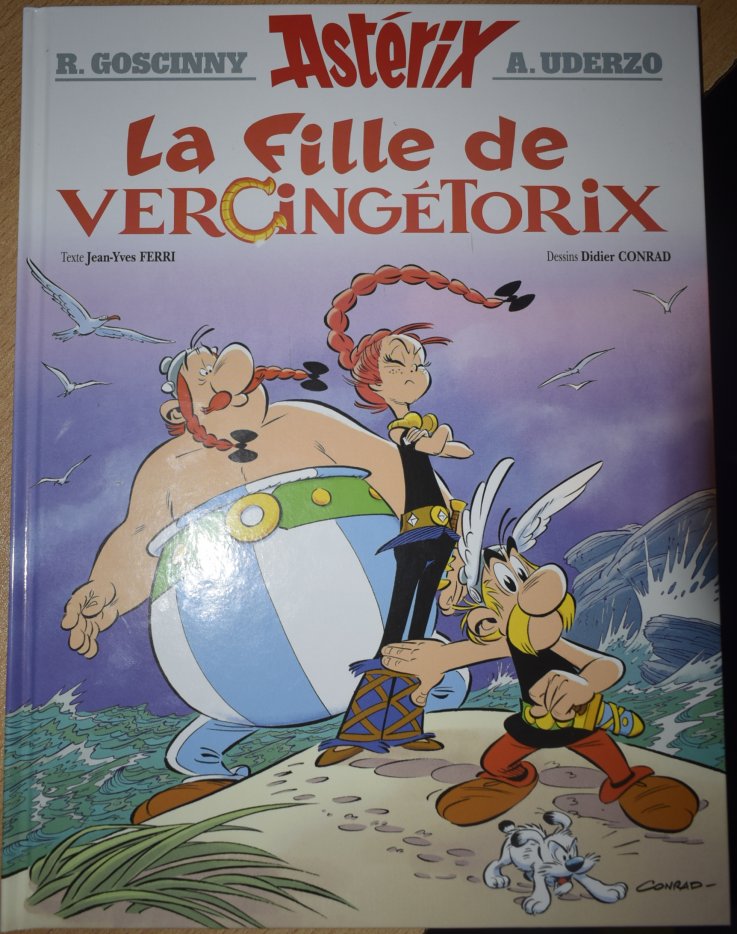 R. GOSCINNY Astérix A. UDERZO
La Fille de
VERCINGÉTORIX
Texte Jean-Yves FERRI Dessins Didier CONRAD
CONRAD